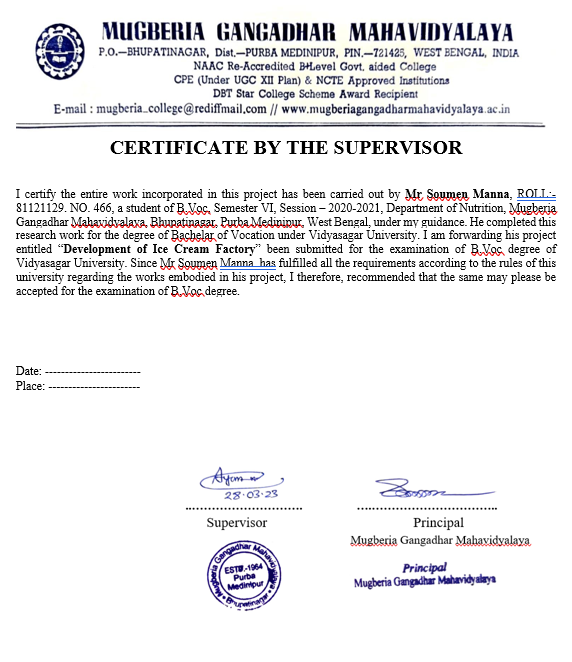 MUGBERIA GANGADHAR MAHAVIDYALAYA
P.O.—BHUPATINAGAR, Dist.—PURBA MEDINIPUR, PIN.—721425, WEST BENGAL, INDIA
NAAC Re-Accredited B+Level Govt. aided College
CPE (Under UGC XII Plan) & NCTE Approved Institutions
DBT Star College Scheme Award Recipient
E-mail : mugberia_college@rediffmail.com // www.mugberiagangadharmahavidyalaya.ac.in
CERTIFICATE BY THE SUPERVISOR
I certify the entire work incorporated in this project has been carried out by Mr Soumen Manna, ROLL:-
81121129. NO. 466, a student of B.Voc. Semester VI, Session – 2020-2021, Department of Nutrition, Mugberia
Gangadhar Mahavidyalaya, Bhupatinagar, Purba Medinipur, West Bengal, under my guidance. He completed this
research work for the degree of Bachelar of Vocation under Vidyasagar University. I am forwarding his project
entitled “Development of Ice Cream Factory” been submitted for the examination of B.Voc degree of
Vidyasagar University. Since Mr Soumen Manna has fulfilled all the requirements according to the rules of this
university regarding the works embodied in his project, I therefore, recommended that the same may please be
accepted for the examination of B.Voc degree.
Date: ------------------------
Place: -----------------------
28.03.23
Supervisor
Principal
Mugberia Gangadhar Mahavidyalaya
Mugberia Gangadhar Mahavidyalaya
ESTD.-1964
Purba
Medinipur
Bhupatinagar
Principal
Mugberia Gangadhar Mahavidyalaya